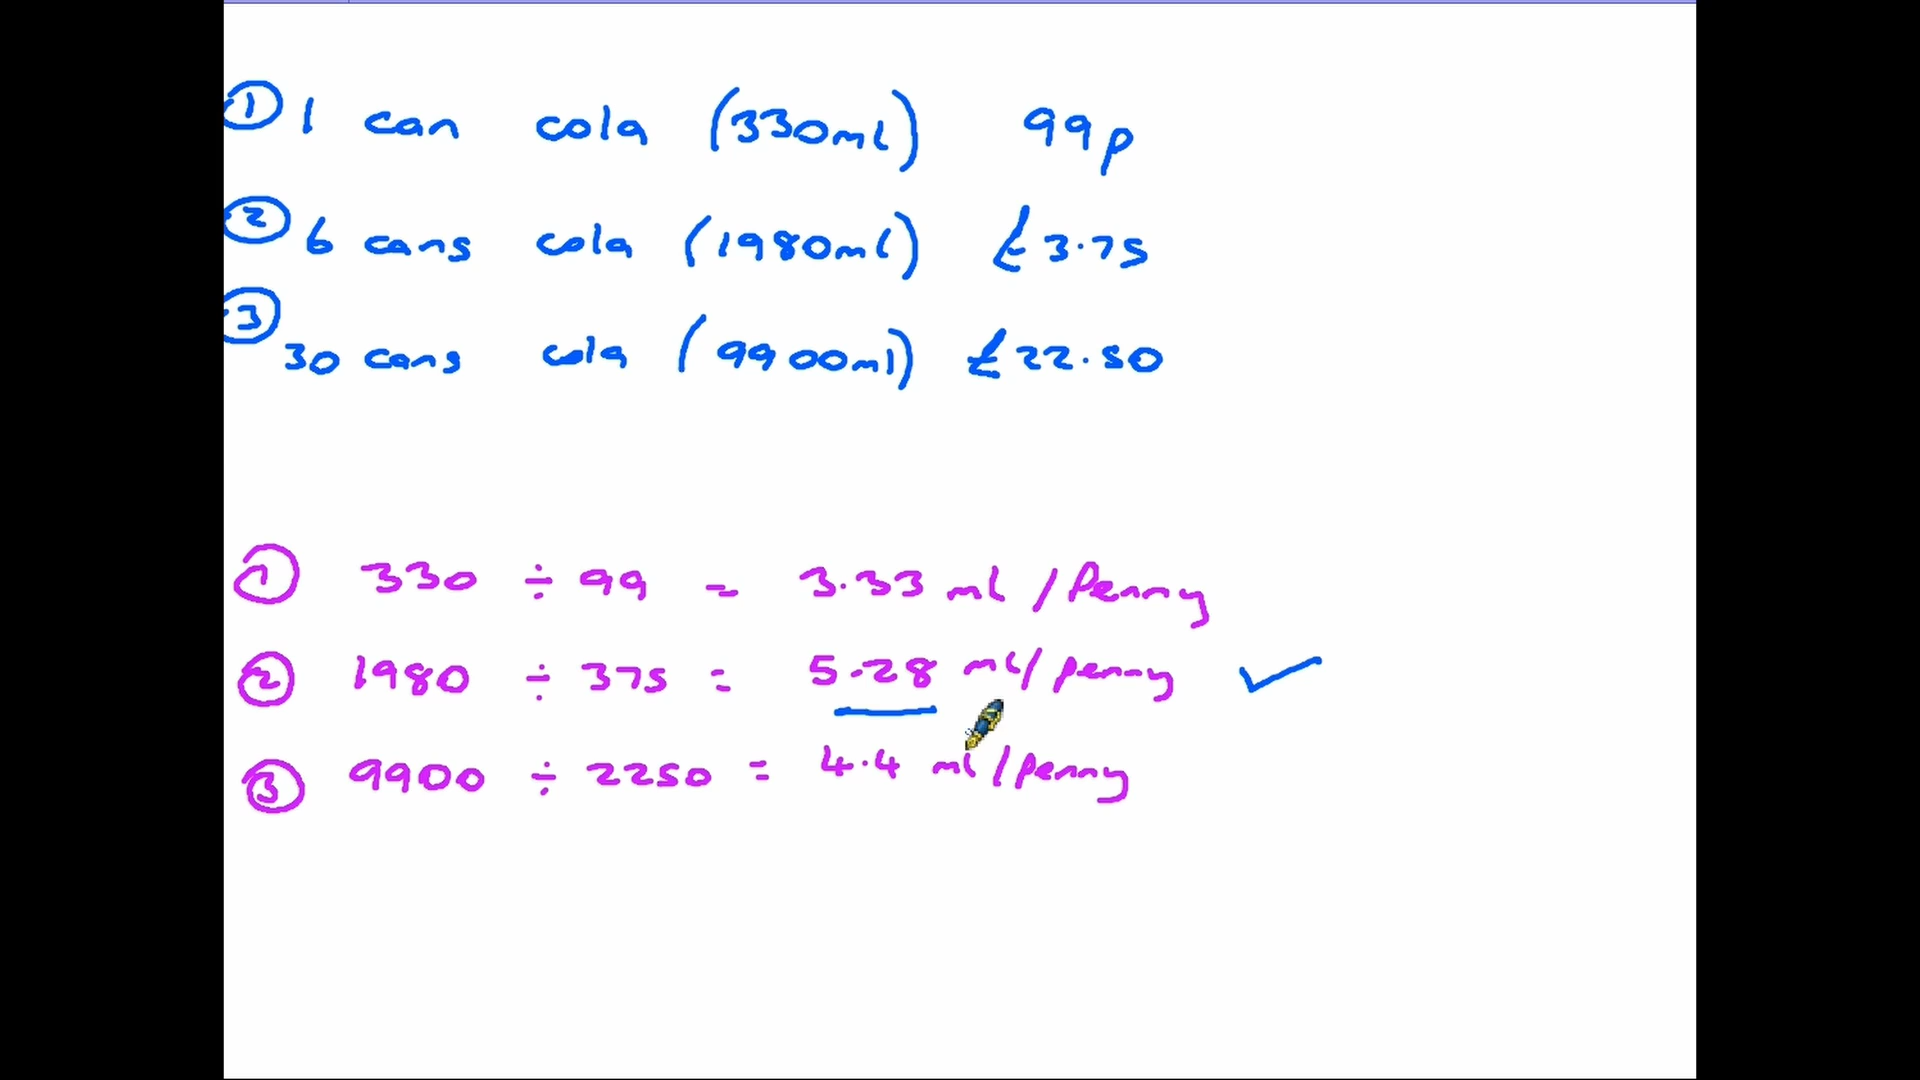 ① 1 can cola (330ml) 99p
② 6 cans cola (1980ml) £3.75
③ 30 cans cola (9900ml) £22.50
① 330 ÷ 99 = 3.33 ml / Penny
② 1980 ÷ 375 = 5.28 ml/penny ✓
③ 9900 ÷ 2250 = 4.4 ml/penny